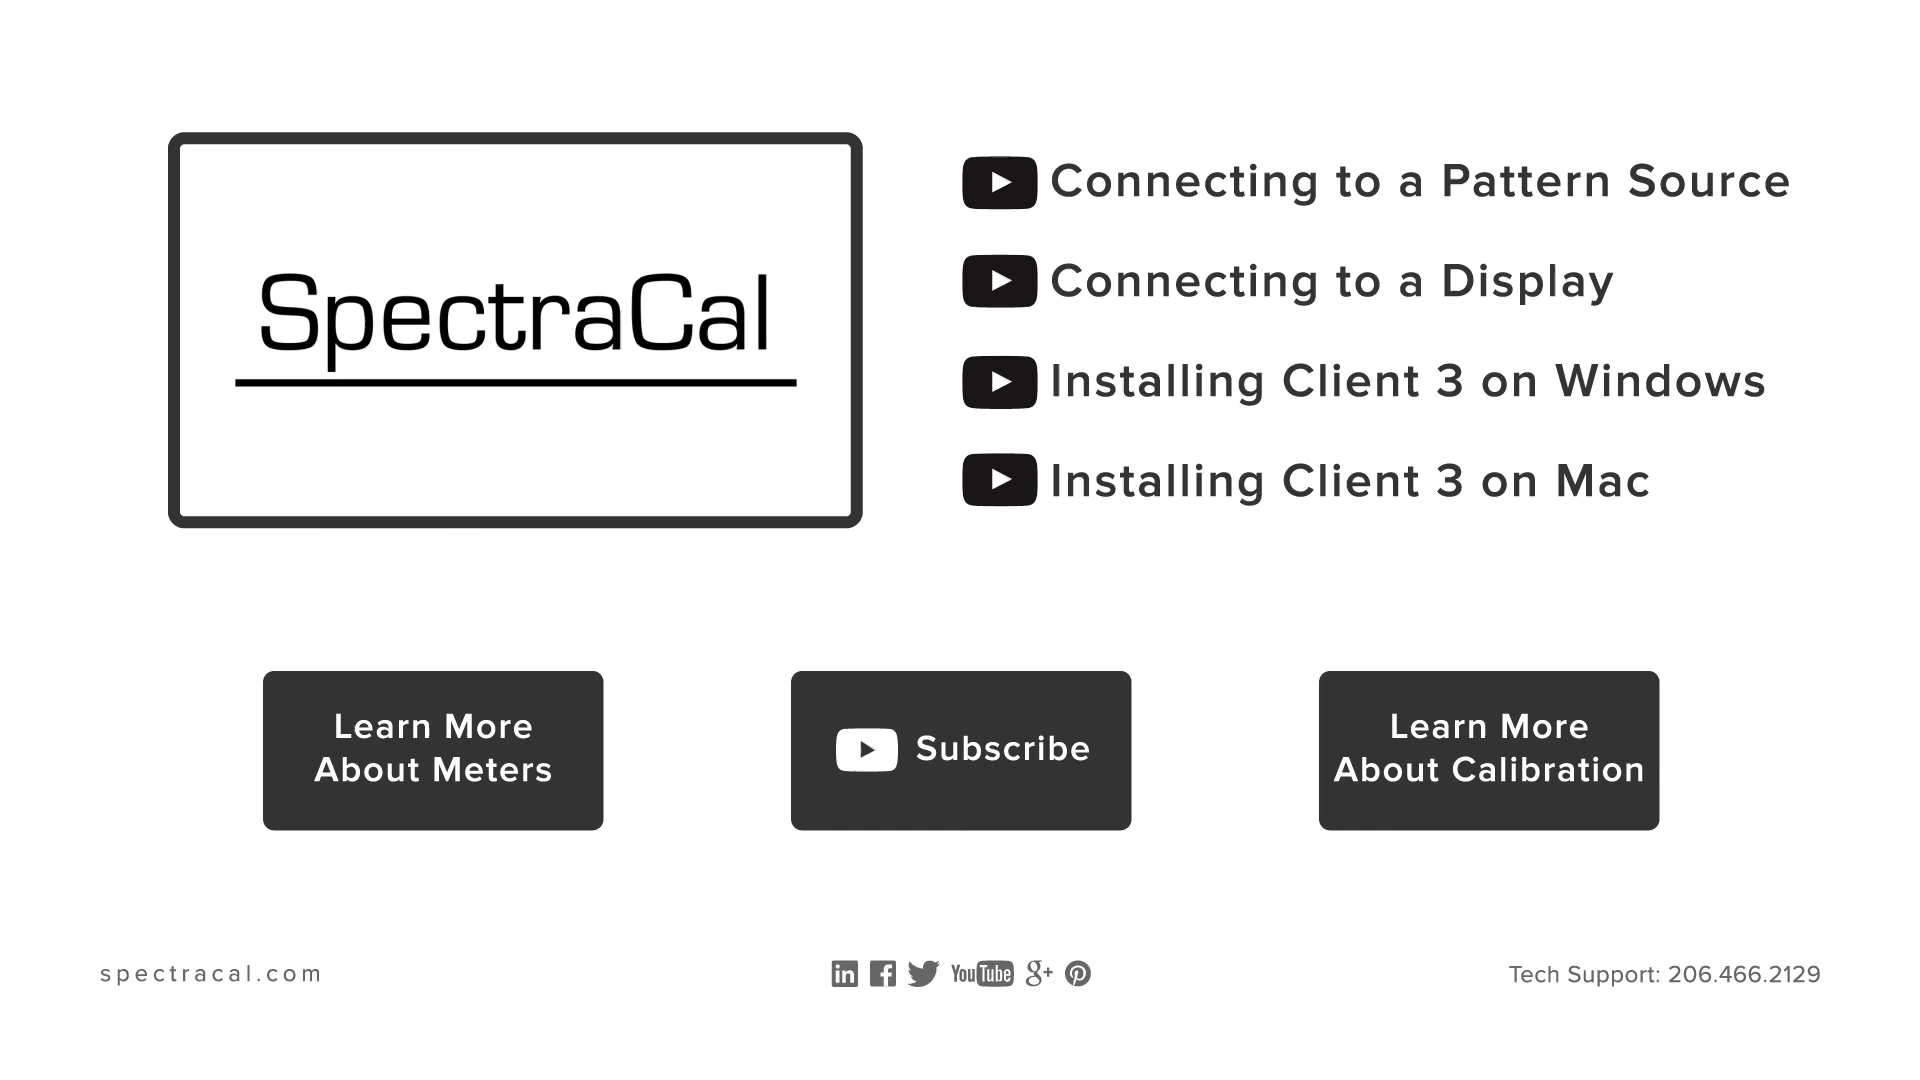 SpectraCal
Connecting to a Pattern Source
Connecting to a Display
Installing Client 3 on Windows
Installing Client 3 on Mac
Learn More
About Meters
Subscribe
Learn More
About Calibration
spectracal.com
in f YouTube g+
Tech Support: 206.466.2129